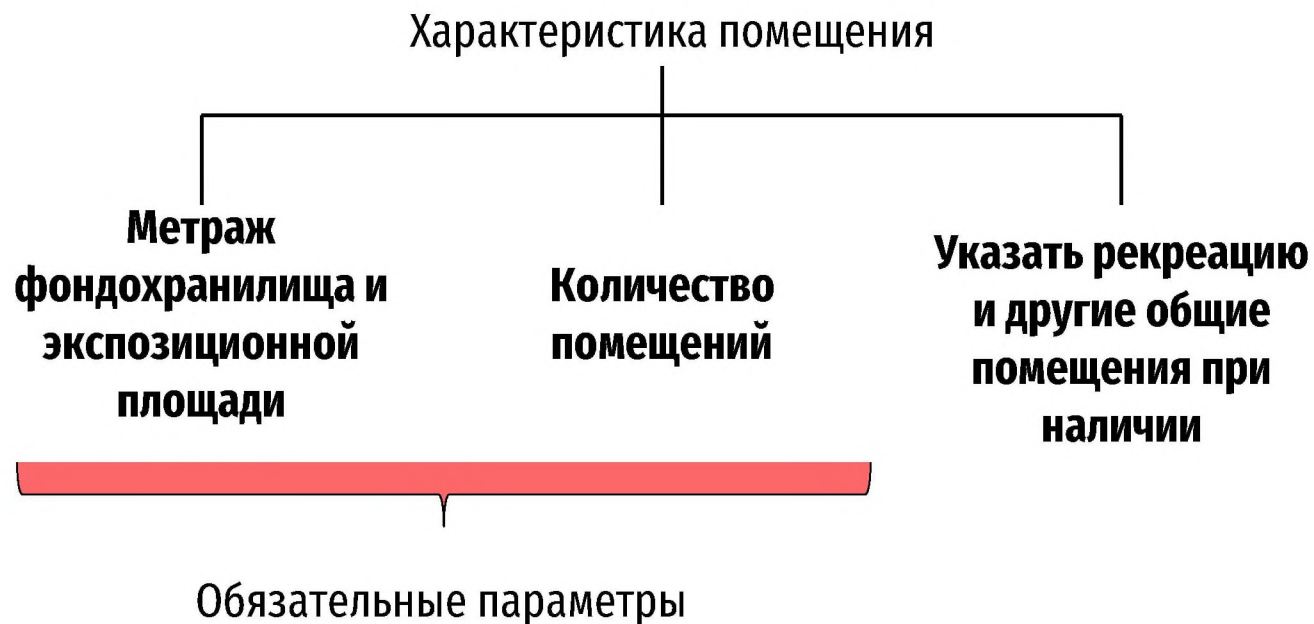 Характеристика помещения
Метраж
фондохранилища и
экспозиционной
площади
Количество
помещений
Указать рекреацию
и другие общие
помещения при
наличии
Обязательные параметры